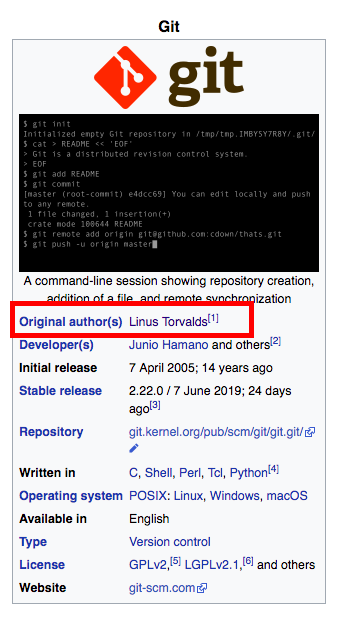 Git
git
$ git init
Initialized empty Git repository in /tmp/tmp.IMBYSY7R8Y/.git/
$ cat > README << 'EOF'
> Git is a distributed revision control system.
> EOF
$ git add README
$ git commit
[master (root-commit) e4dcc69] You can edit locally and push
to any remote.
1 file changed, 1 insertion(+)
crate mode 100644 README
$ git remote add origin git@github.com:cdown/thats.git
$ git push -u origin master
A command-line session showing repository creation,
addition of a file, and remote synchronization
Original author(s) Linus Torvalds[1]
Developer(s) Junio Hamano and others[2]
Initial release 7 April 2005; 14 years ago
Stable release 2.22.0 / 7 June 2019; 24 days
ago[3]
Repository git.kernel.org/pub/scm/git/git.git/
Written in C, Shell, Perl, Tcl, Python[4]
Operating system POSIX: Linux, Windows, macOS
Available in English
Type Version control
License GPLv2,[5] LGPLv2.1,[6] and others
Website git-scm.com